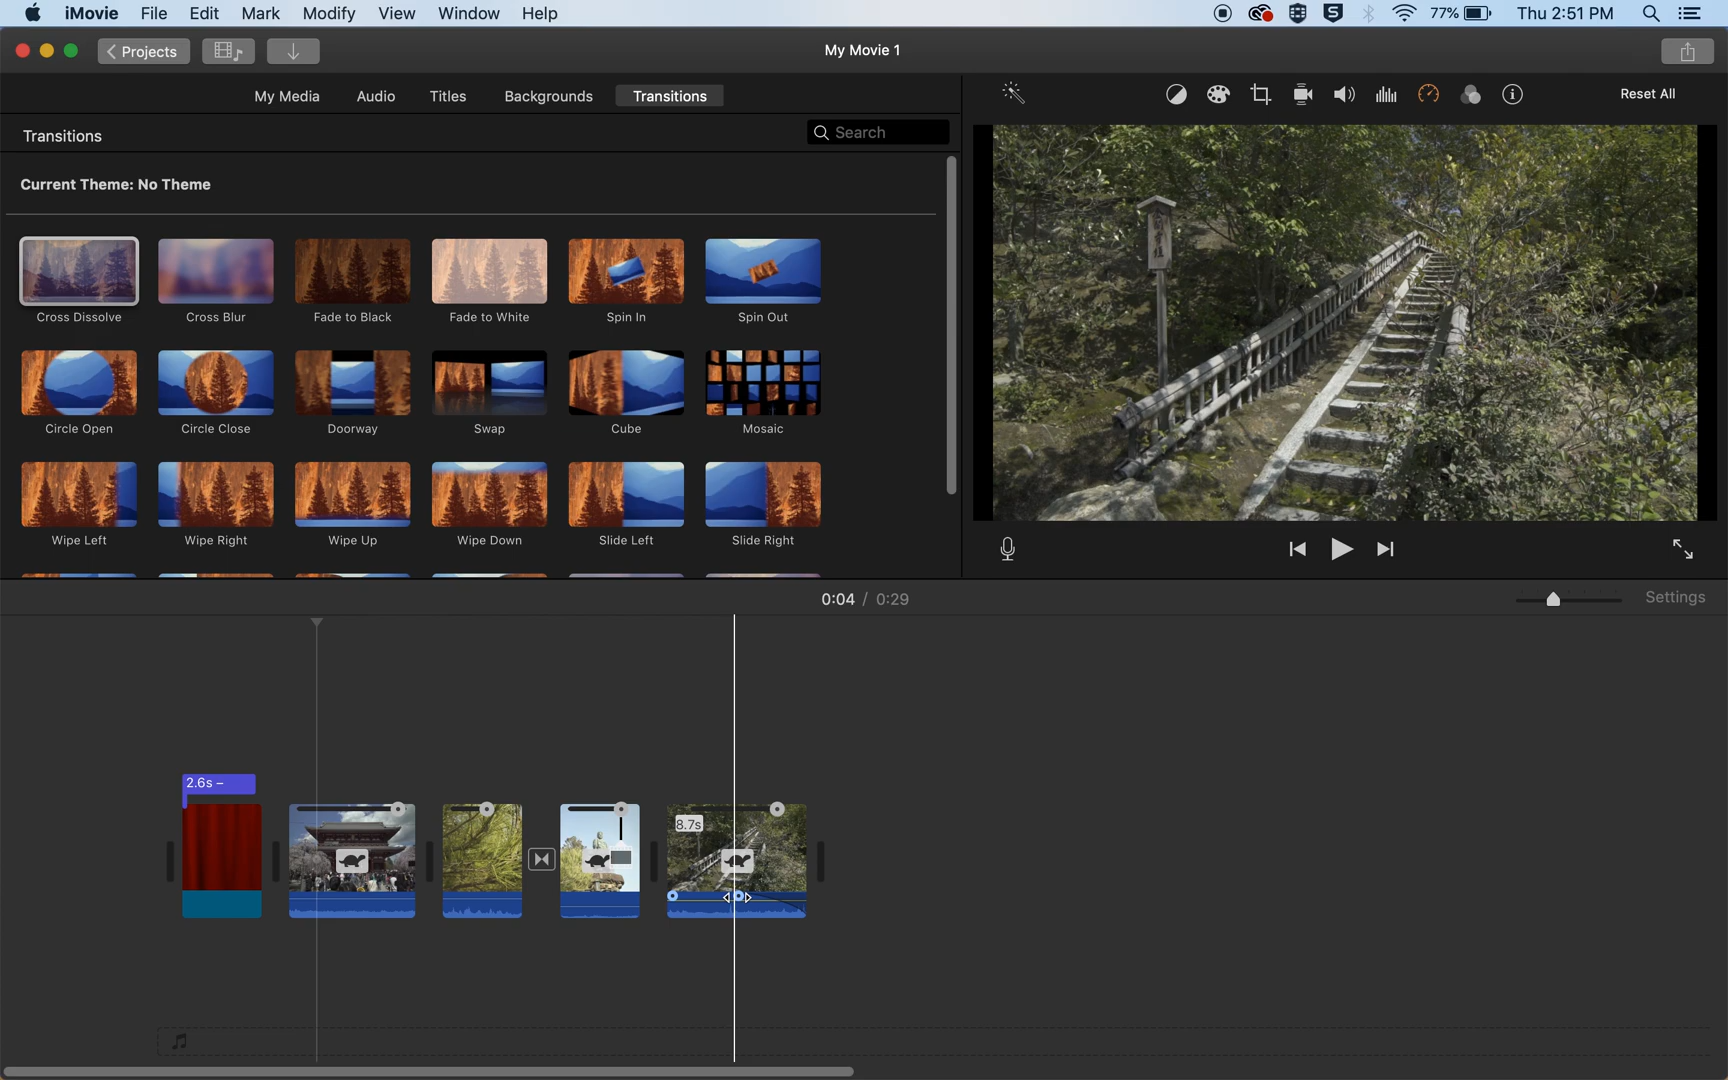 iMovie File Edit Mark Modify View Window Help 77% Thu 2:51 PM
Projects My Movie 1
My Media Audio Titles Backgrounds Transitions Reset All
Transitions Search
Current Theme: No Theme
Cross Dissolve Cross Blur Fade to Black Fade to White Spin In Spin Out
Circle Open Circle Close Doorway Swap Cube Mosaic
Wipe Left Wipe Right Wipe Up Wipe Down Slide Left Slide Right
0:04 / 0:29 Settings
2.6s –
8.7s